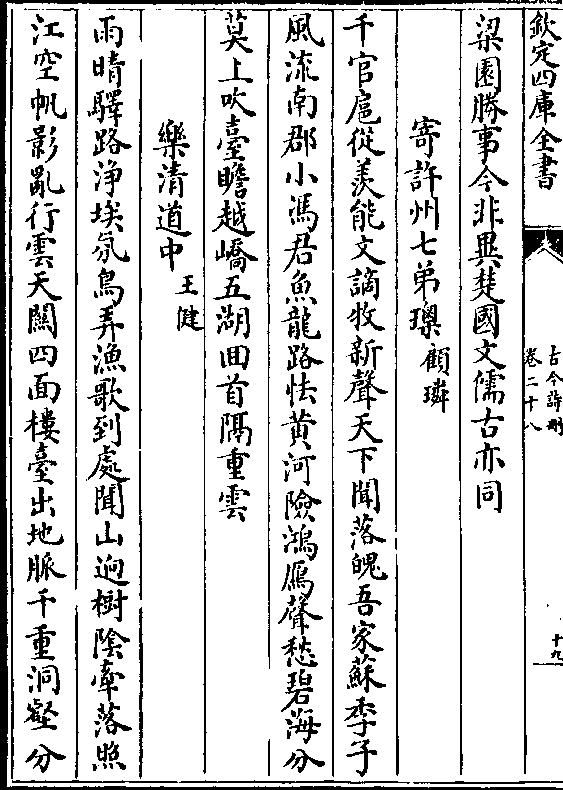 欽定四庫全書
古今詩刪
卷二十八
十九
梁園勝事今非異楚國文儒古亦同
寄許州七弟瓅 顧璘
千官扈從羨能文謫牧新聲天下聞落魄吾家蘇季子
風流南郡小馮君魚龍路怯黄河險鴻鴈聲愁碧海分
莫上吹臺瞻越嶠五湖回首隔重雲
樂清道中 王健
雨晴驛路浄埃氛鳥弄漁歌到處聞山迥樹陰牽落照
江空帆影亂行雲天闗四面樓臺出地脈千重洞壑分